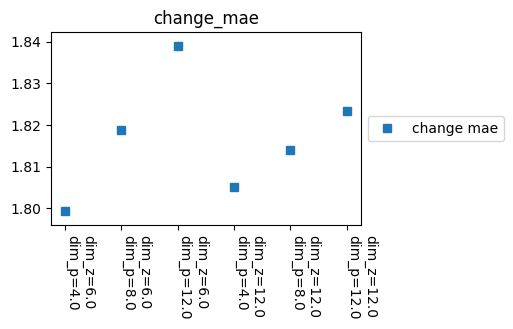 change_mae
1.84
1.83
1.82
1.81
1.80
change mae
dim_z=6.0
dim_p=4.0
dim_z=6.0
dim_p=8.0
dim_z=6.0
dim_p=12.0
dim_z=12.0
dim_p=4.0
dim_z=12.0
dim_p=8.0
dim_z=12.0
dim_p=12.0